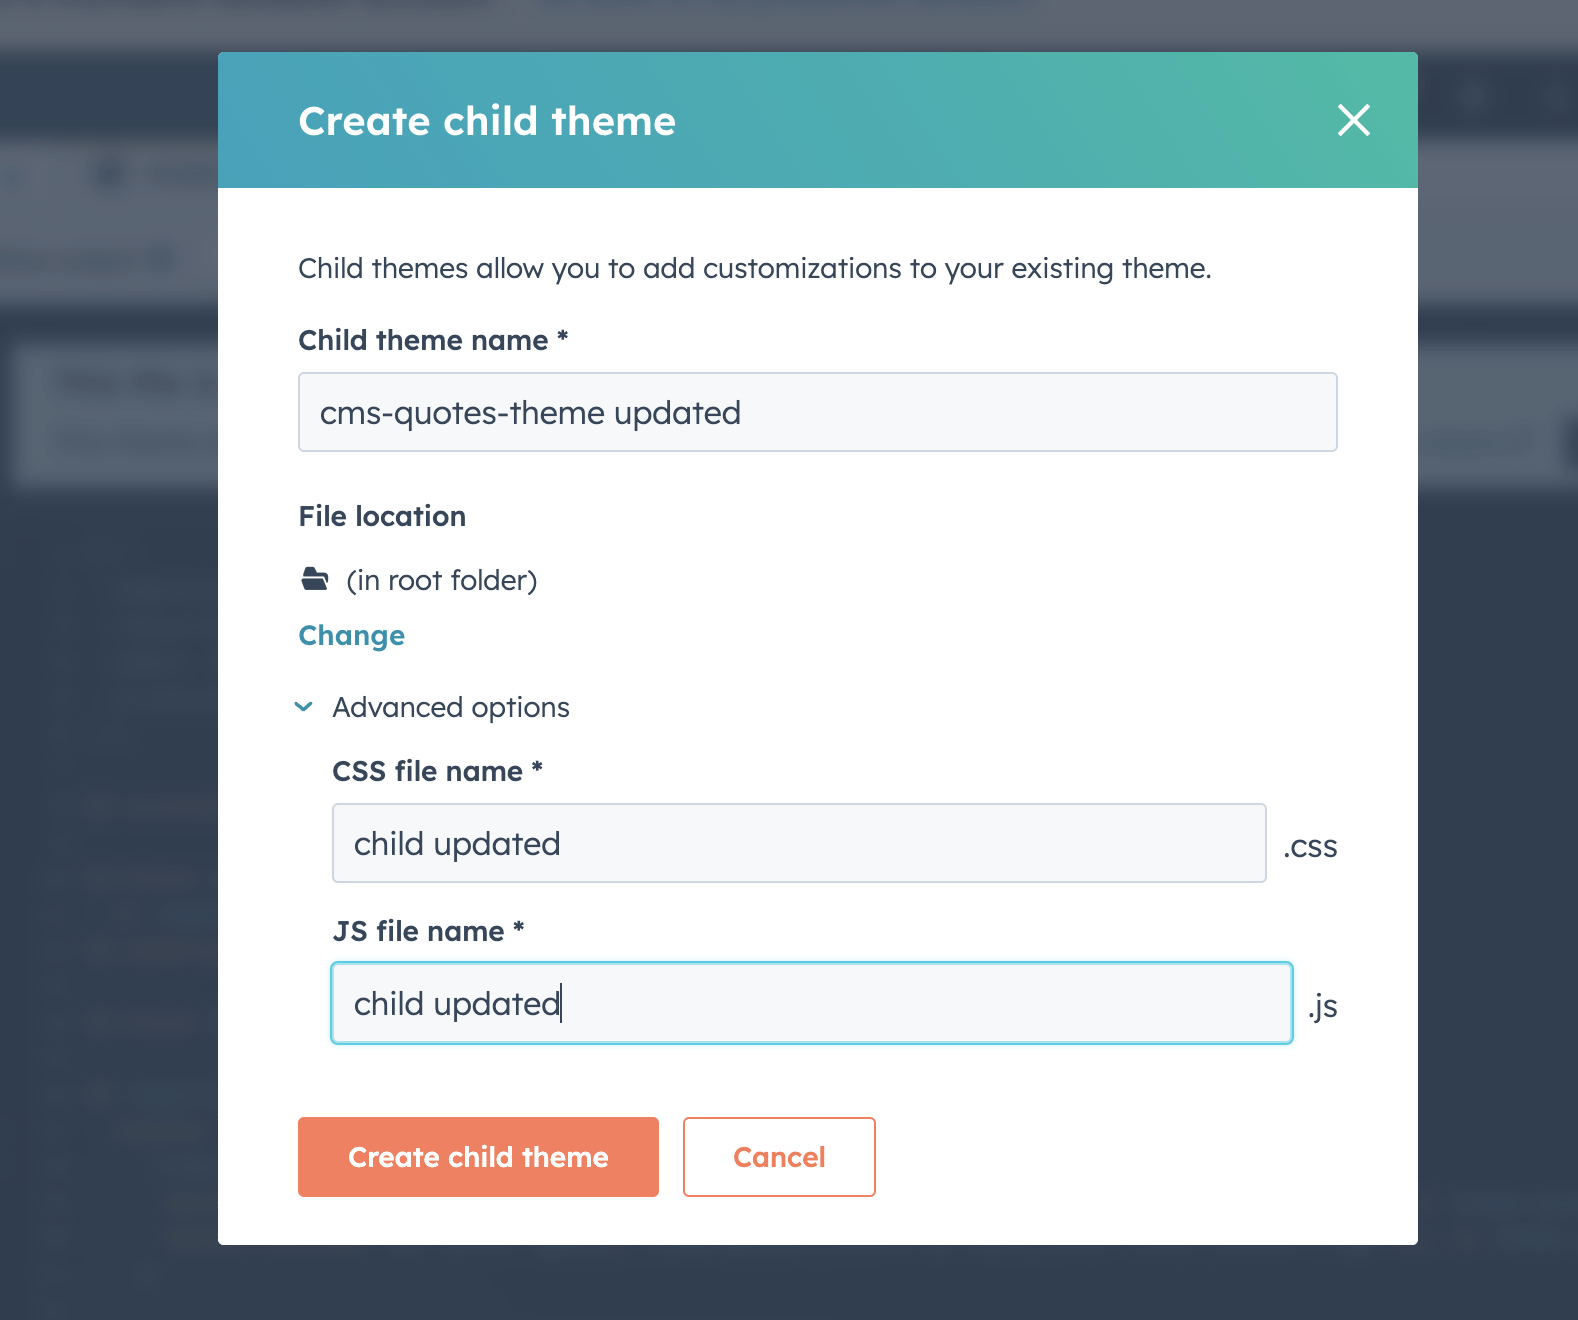 Create child theme
Child themes allow you to add customizations to your existing theme.
Child theme name *
cms-quotes-theme updated
File location
(in root folder)
Change
Advanced options
CSS file name *
child updated
.css
JS file name *
child updated
.js
Create child theme
Cancel